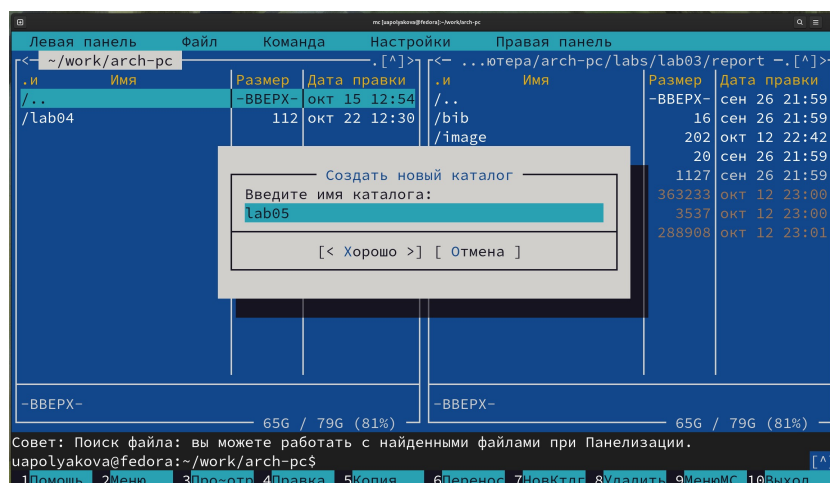 mc [uapolyakova@fedora]:~/work/arch-pc
Левая панель Файл Команда Настройки Правая панель
<— ~/work/arch-pc .[^]> <— ...ютера/arch-pc/labs/lab03/report —.[^]>
.и Имя Размер Дата правки .и Имя Размер Дата правки
/.. -ВВЕРХ- окт 15 12:54 /.. -ВВЕРХ- сен 26 21:59
/lab04 112 окт 22 12:30 /bib 16 сен 26 21:59
/image 202 окт 12 22:42
20 сен 26 21:59
Создать новый каталог 1127 сен 26 21:59
Введите имя каталога: 363233 окт 12 23:00
lab05 3537 окт 12 23:00
288908 окт 12 23:01
[< Хорошо >] [ Отмена ]
-ВВЕРХ- -ВВЕРХ-
65G / 79G (81%) 65G / 79G (81%)
Совет: Поиск файла: вы можете работать с найденными файлами при Панелизации.
uapolyakova@fedora:~/work/arch-pc$ [^
1Помощь 2Меню 3Про~отр 4Правка 5Копия 6Перенос 7НовКтлг 8Удалить 9МенюMC 10Выход